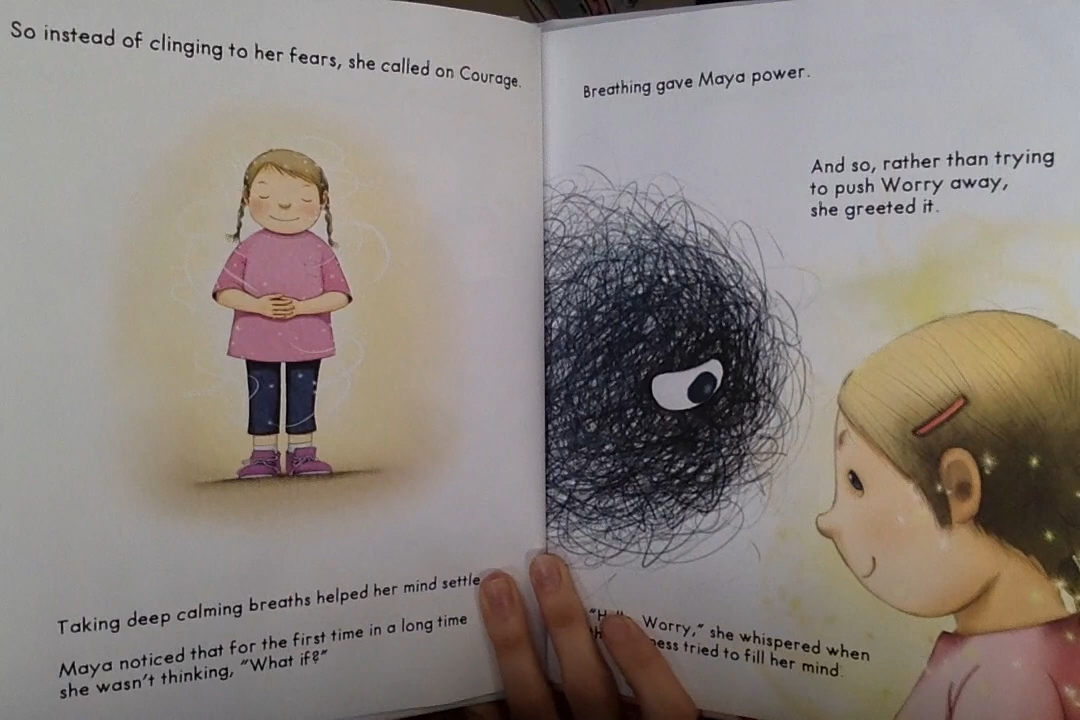 So instead of clinging to her fears, she called on Courage.
Taking deep calming breaths helped her mind settle
Maya noticed that for the first time in a long time
she wasn't thinking, "What if?"
Breathing gave Maya power.
And so, rather than trying
to push Worry away,
she greeted it.
Worry," she whispered when
tried to fill her mind.